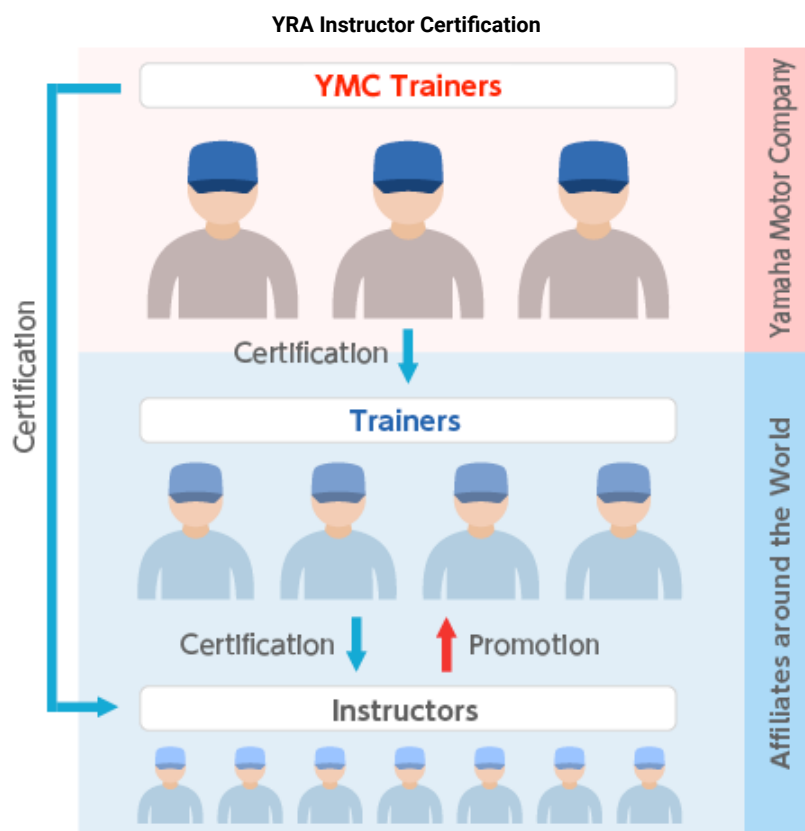 YRA Instructor Certification
YMC Trainers
Yamaha Motor Company
Certification
Certification
Trainers
Affiliates around the World
Certification
Promotion
Instructors